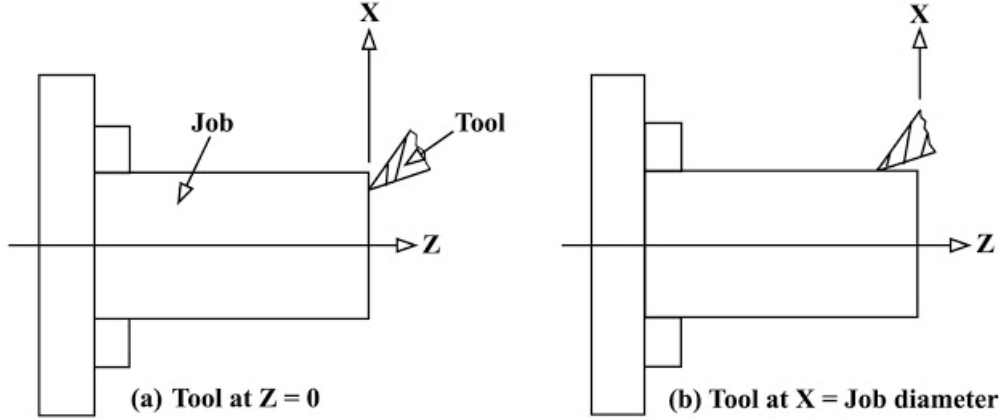 X
Job
Tool
Z
(a) Tool at Z = 0
X
Z
(b) Tool at X = Job diameter